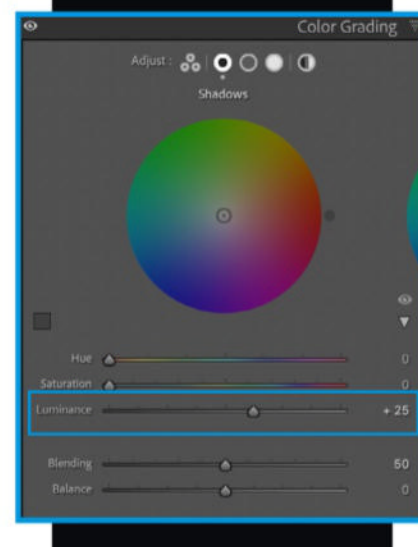 Color Grading
Adjust :
Shadows
Hue 0
Saturation 0
Luminance + 25
Blending 50
Balance 0